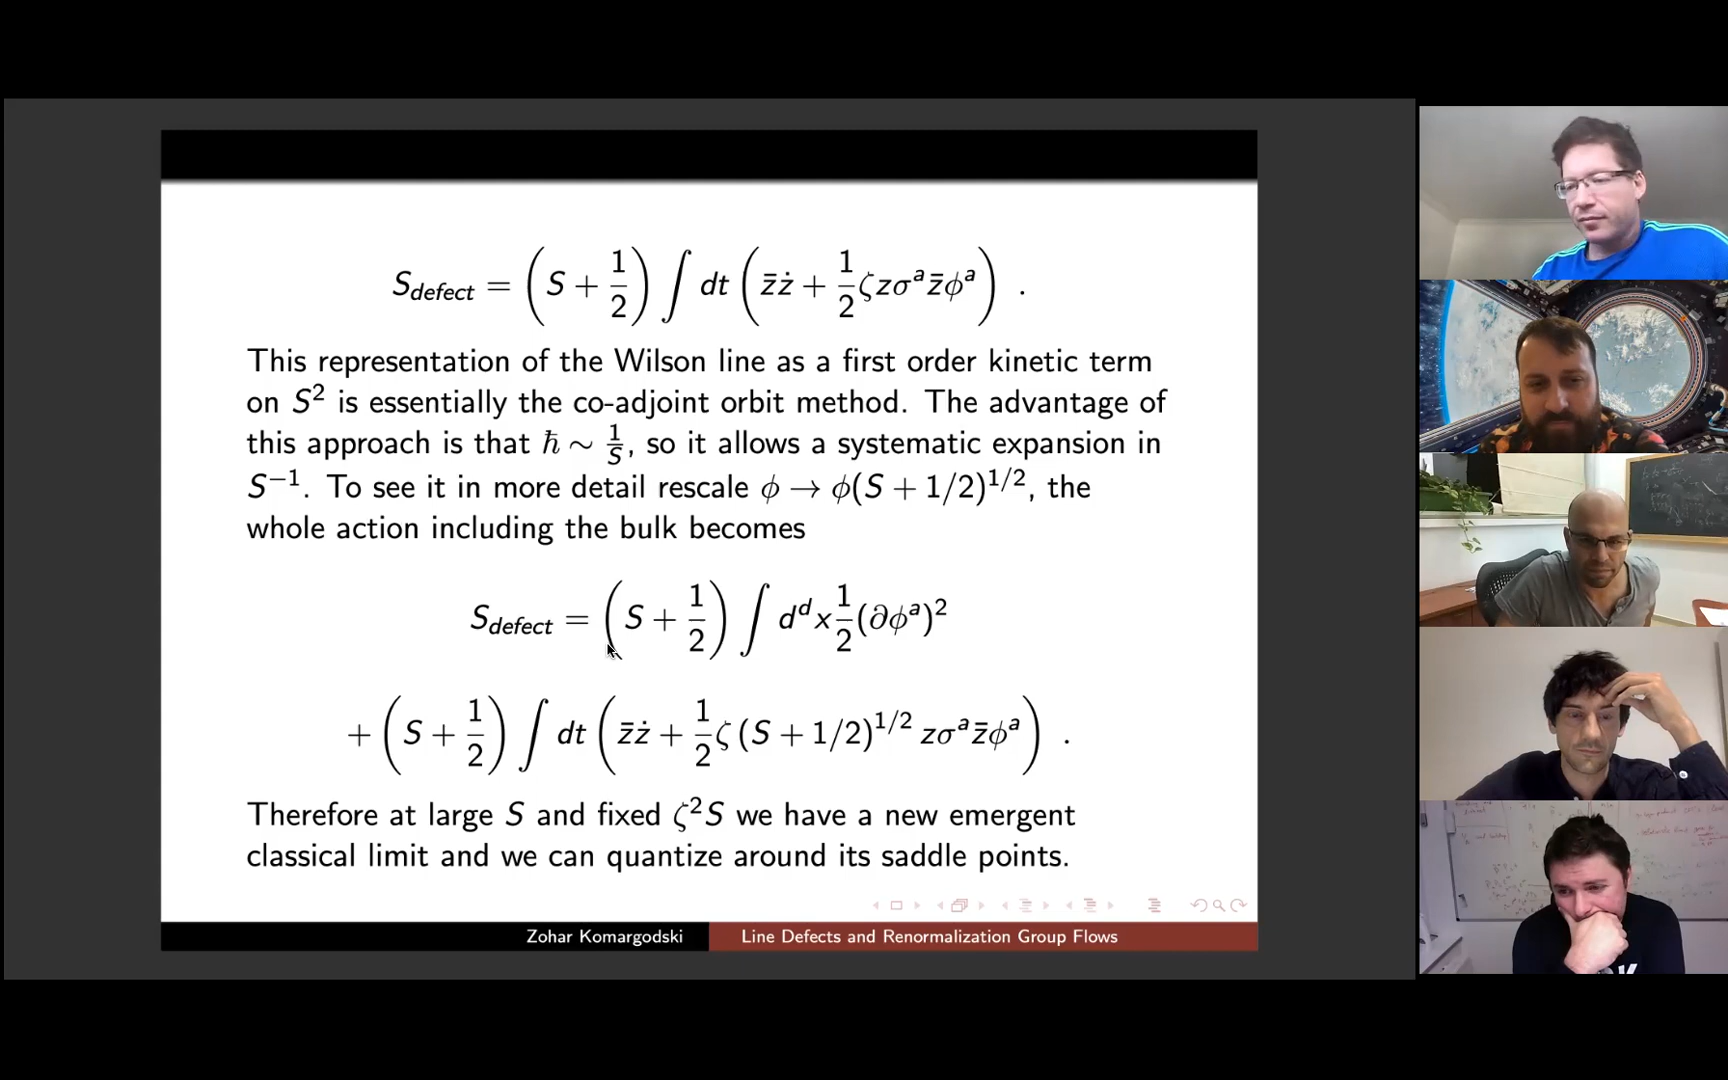 S_defect = (S + 1/2) ∫ dt ( z̄ż + 1/2 ζzσ^a z̄φ^a ) .
This representation of the Wilson line as a first order kinetic term
on S² is essentially the co-adjoint orbit method. The advantage of
this approach is that ℏ ∼ 1/S, so it allows a systematic expansion in
S⁻¹. To see it in more detail rescale φ → φ(S + 1/2)^{1/2}, the
whole action including the bulk becomes
S_defect = (S + 1/2) ∫ d^d x 1/2 (∂φ^a)²
+ (S + 1/2) ∫ dt ( z̄ż + 1/2 ζ (S + 1/2)^{1/2} zσ^a z̄φ^a ) .
Therefore at large S and fixed ζ²S we have a new emergent
classical limit and we can quantize around its saddle points.
Zohar Komargodski
Line Defects and Renormalization Group Flows